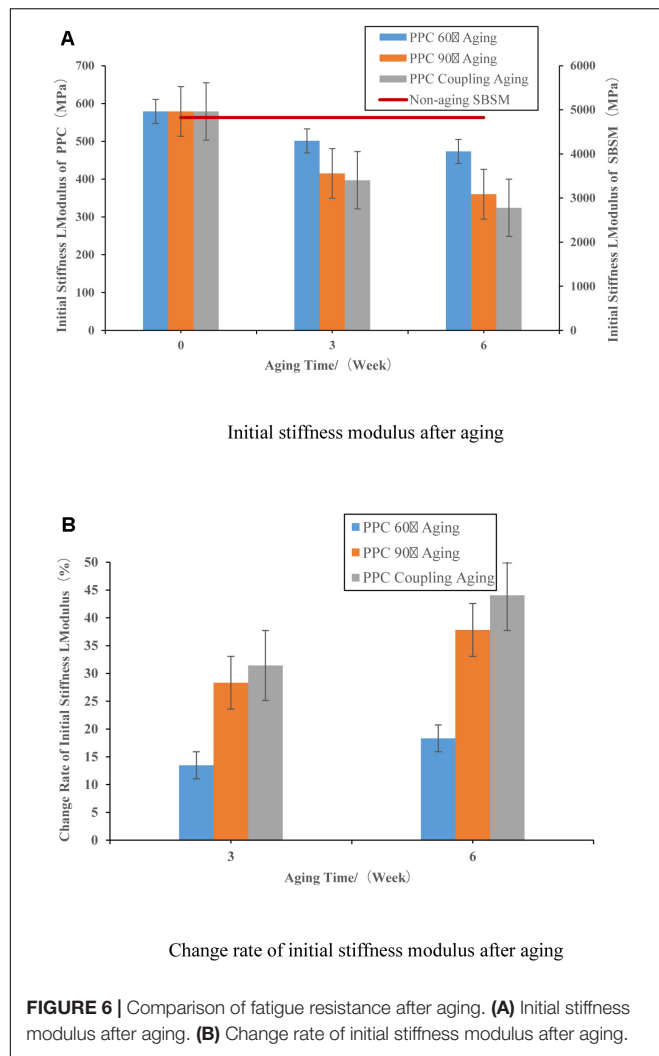 A
PPC 60 Aging
PPC 90 Aging
PPC Coupling Aging
Non-aging SBSM
700
600
500
400
300
200
100
0
Initial Stiffness LModulus of PPC (MPa)
6000
5000
4000
3000
2000
1000
0
Initial Stiffness LModulus of SBSM (MPa)
0 3 6
Aging Time/ (Week)
Initial stiffness modulus after aging
B
PPC 60 Aging
PPC 90 Aging
PPC Coupling Aging
50
45
40
35
30
25
20
15
10
5
0
Change Rate of Initial Stiffness LModulus (%)
3 6
Aging Time/ (Week)
Change rate of initial stiffness modulus after aging
FIGURE 6 | Comparison of fatigue resistance after aging. (A) Initial stiffness
modulus after aging. (B) Change rate of initial stiffness modulus after aging.